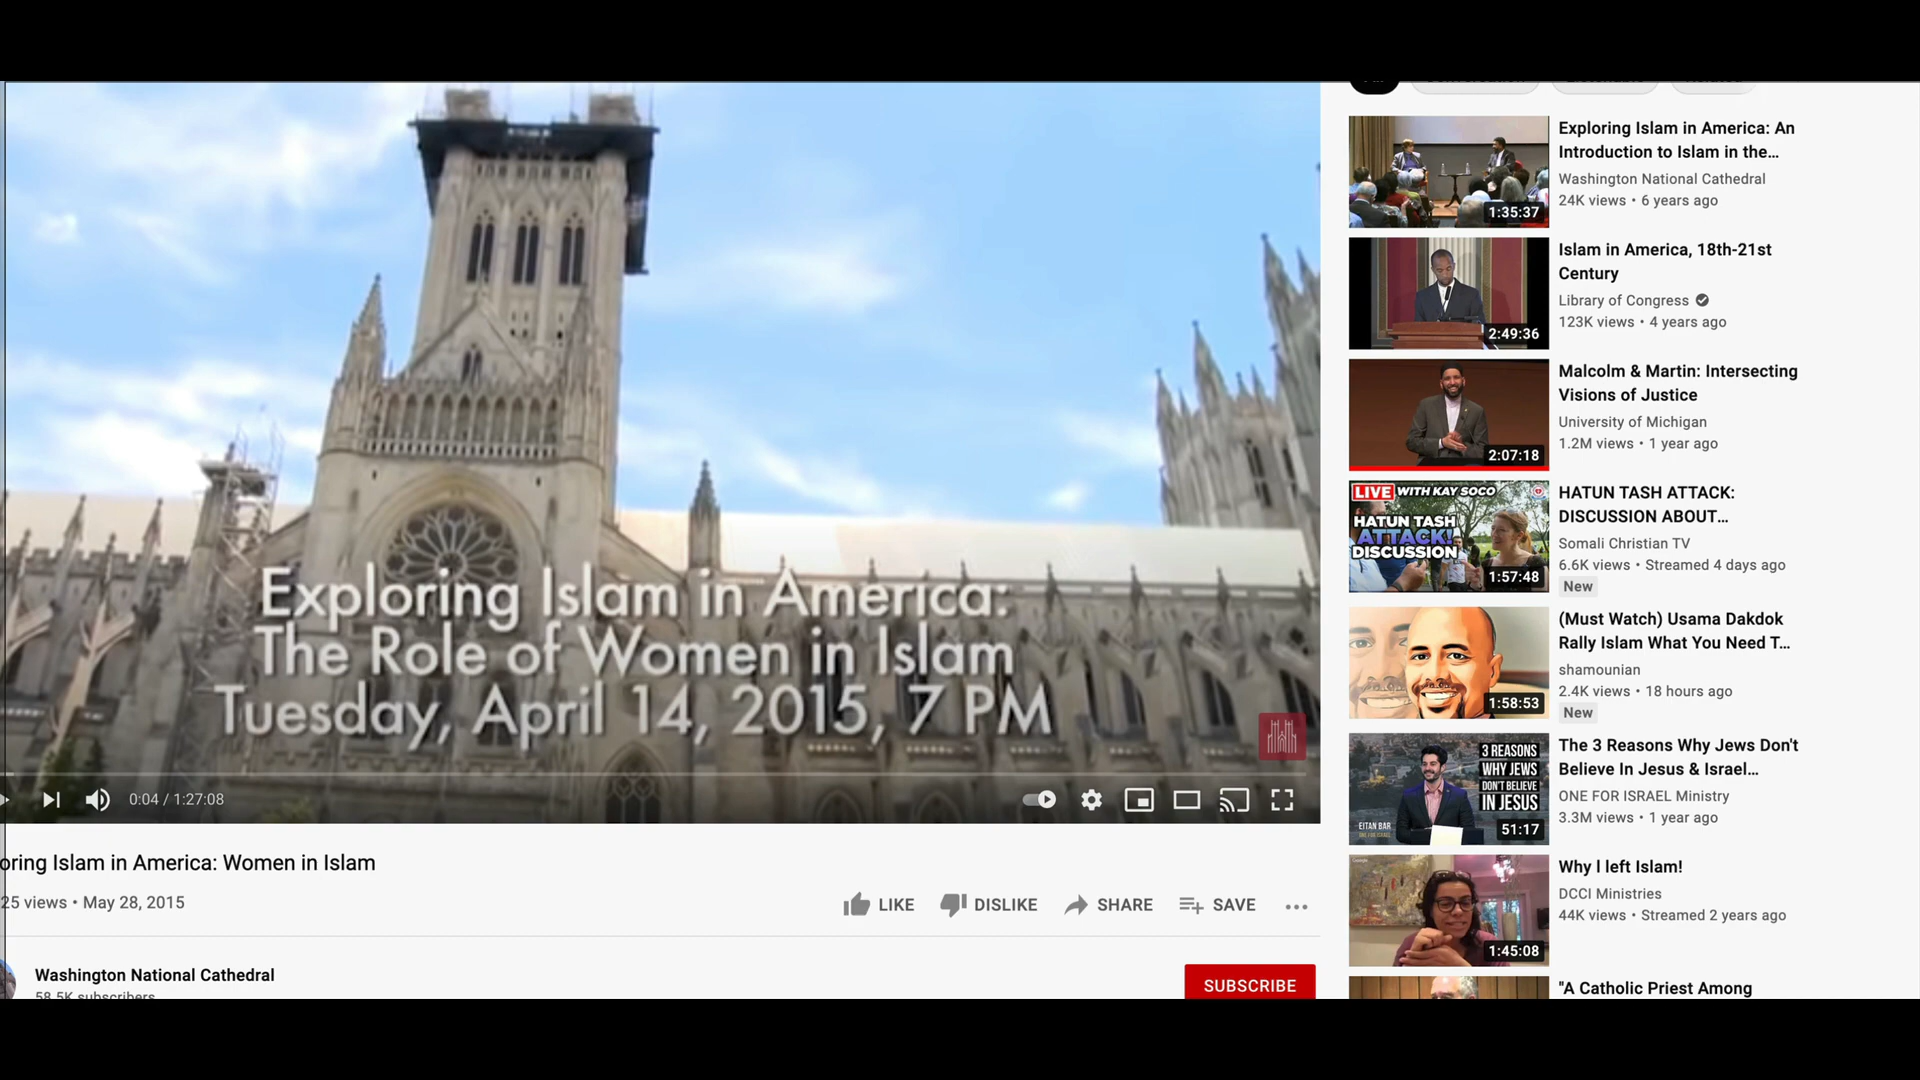 Exploring Islam in America:
The Role of Women in Islam
Tuesday, April 14, 2015, 7 PM
0:04 / 1:27:08
oring Islam in America: Women in Islam
25 views • May 28, 2015
LIKE
DISLIKE
SHARE
SAVE
Washington National Cathedral
58.5K subscribers
SUBSCRIBE
1:35:37
Exploring Islam in America: An
Introduction to Islam in the...
Washington National Cathedral
24K views • 6 years ago
2:49:36
Islam in America, 18th-21st
Century
Library of Congress
123K views • 4 years ago
2:07:18
Malcolm & Martin: Intersecting
Visions of Justice
University of Michigan
1.2M views • 1 year ago
LIVE WITH KAY SOCO
HATUN TASH
ATTACK!
DISCUSSION
1:57:48
HATUN TASH ATTACK:
DISCUSSION ABOUT...
Somali Christian TV
6.6K views • Streamed 4 days ago
New
1:58:53
(Must Watch) Usama Dakdok
Rally Islam What You Need T...
shamounian
2.4K views • 18 hours ago
New
3 REASONS
WHY JEWS
DON'T BELIEVE
IN JESUS
EITAN BAR
51:17
The 3 Reasons Why Jews Don't
Believe In Jesus & Israel...
ONE FOR ISRAEL Ministry
3.3M views • 1 year ago
1:45:08
Why I left Islam!
DCCI Ministries
44K views • Streamed 2 years ago
"A Catholic Priest Among